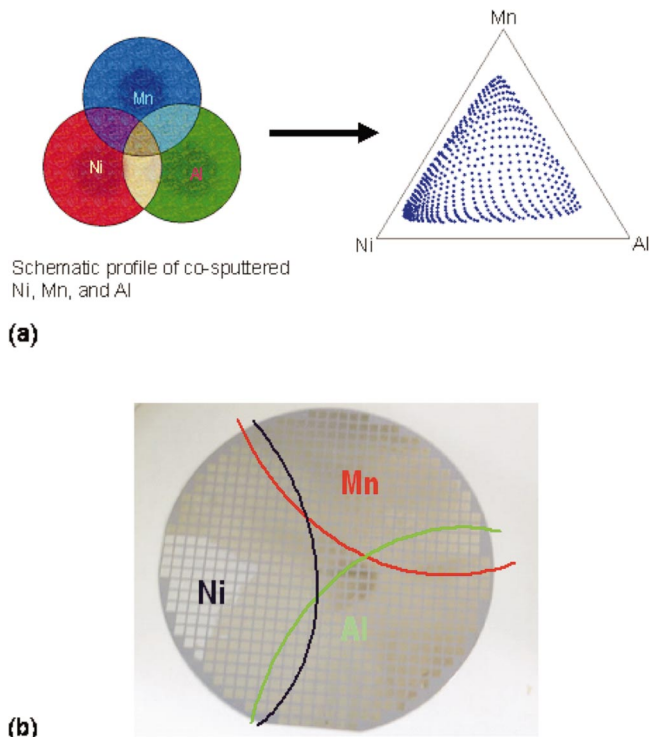 Mn
Ni
Al
Mn
Ni
Al
Schematic profile of co-sputtered
Ni, Mn, and Al
(a)
Mn
Ni
Al
(b)